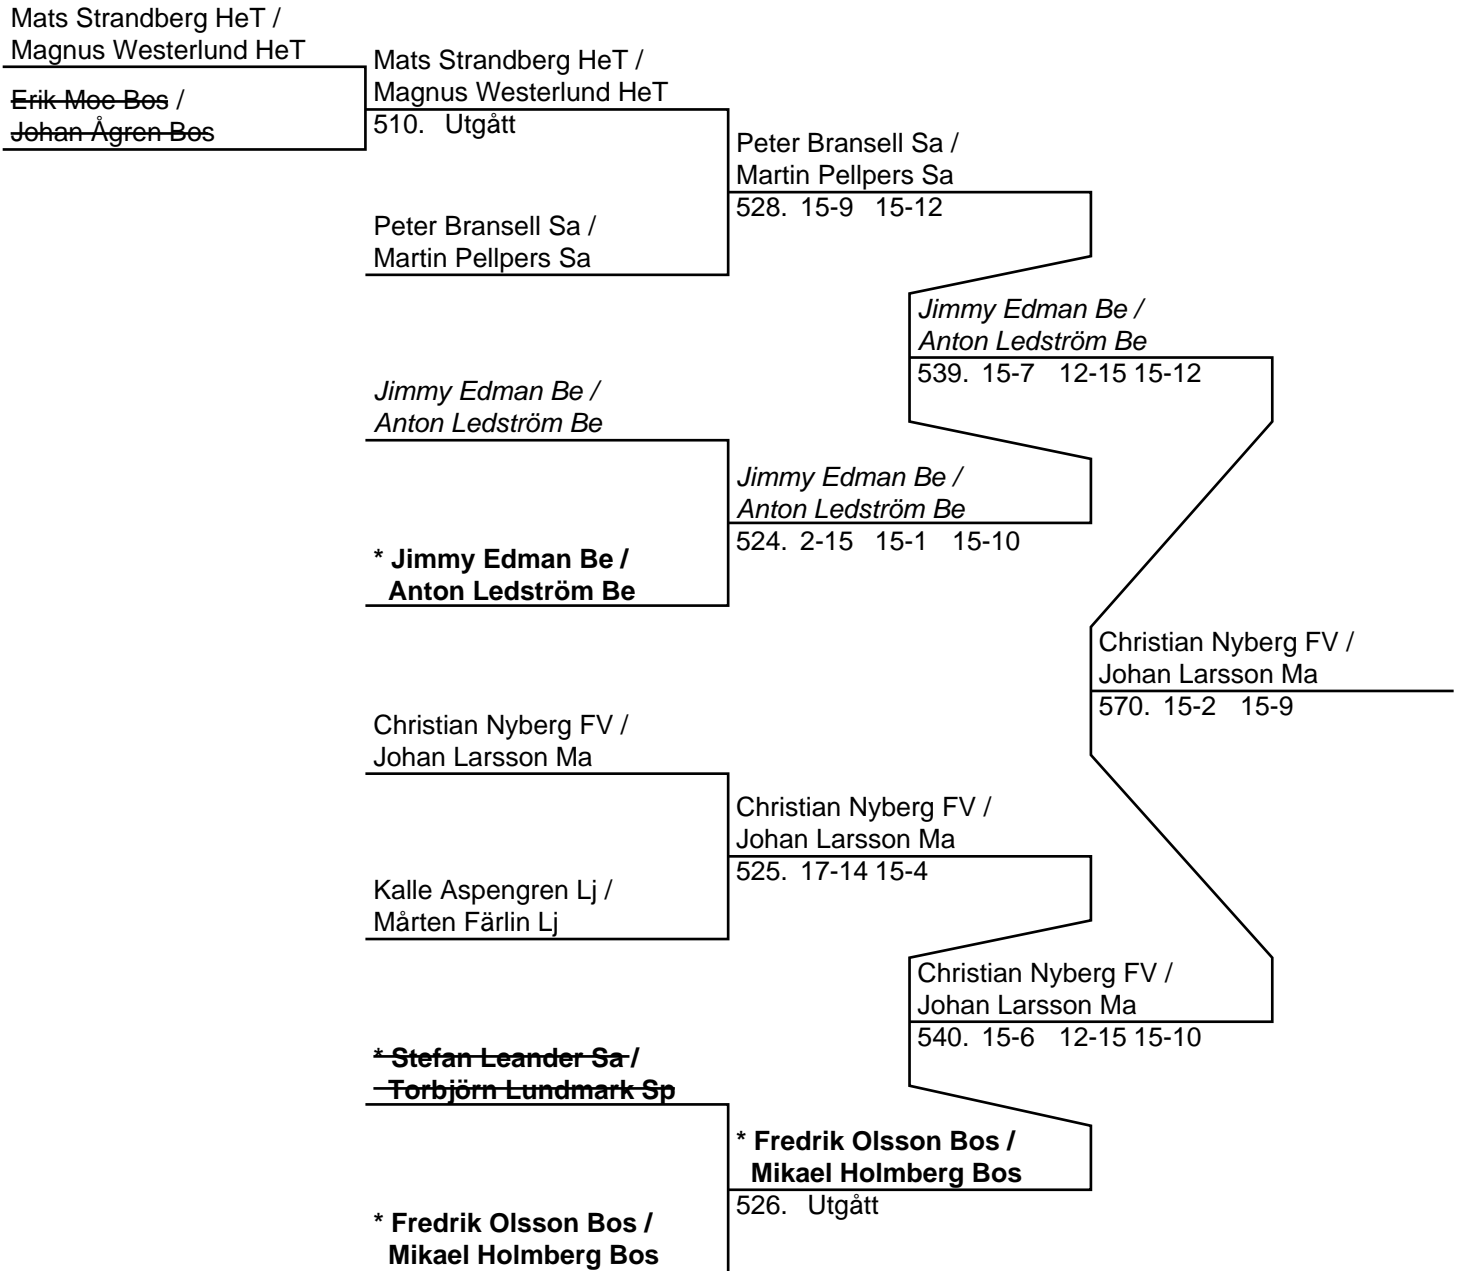 Mats Strandberg HeT /
Magnus Westerlund HeT
Erik Moe Bos /
Johan Ågren Bos
Mats Strandberg HeT /
Magnus Westerlund HeT
510. Utgått
Peter Bransell Sa /
Martin Pellpers Sa
Peter Bransell Sa /
Martin Pellpers Sa
528. 15-9 15-12
Jimmy Edman Be /
Anton Ledström Be
539. 15-7 12-15 15-12
Jimmy Edman Be /
Anton Ledström Be
Jimmy Edman Be /
Anton Ledström Be
524. 2-15 15-1 15-10
* Jimmy Edman Be /
Anton Ledström Be
Christian Nyberg FV /
Johan Larsson Ma
570. 15-2 15-9
Christian Nyberg FV /
Johan Larsson Ma
Christian Nyberg FV /
Johan Larsson Ma
525. 17-14 15-4
Kalle Aspengren Lj /
Mårten Färlin Lj
Christian Nyberg FV /
Johan Larsson Ma
540. 15-6 12-15 15-10
* Stefan Leander Sa /
Torbjörn Lundmark Sp
* Fredrik Olsson Bos /
Mikael Holmberg Bos
526. Utgått
* Fredrik Olsson Bos /
Mikael Holmberg Bos